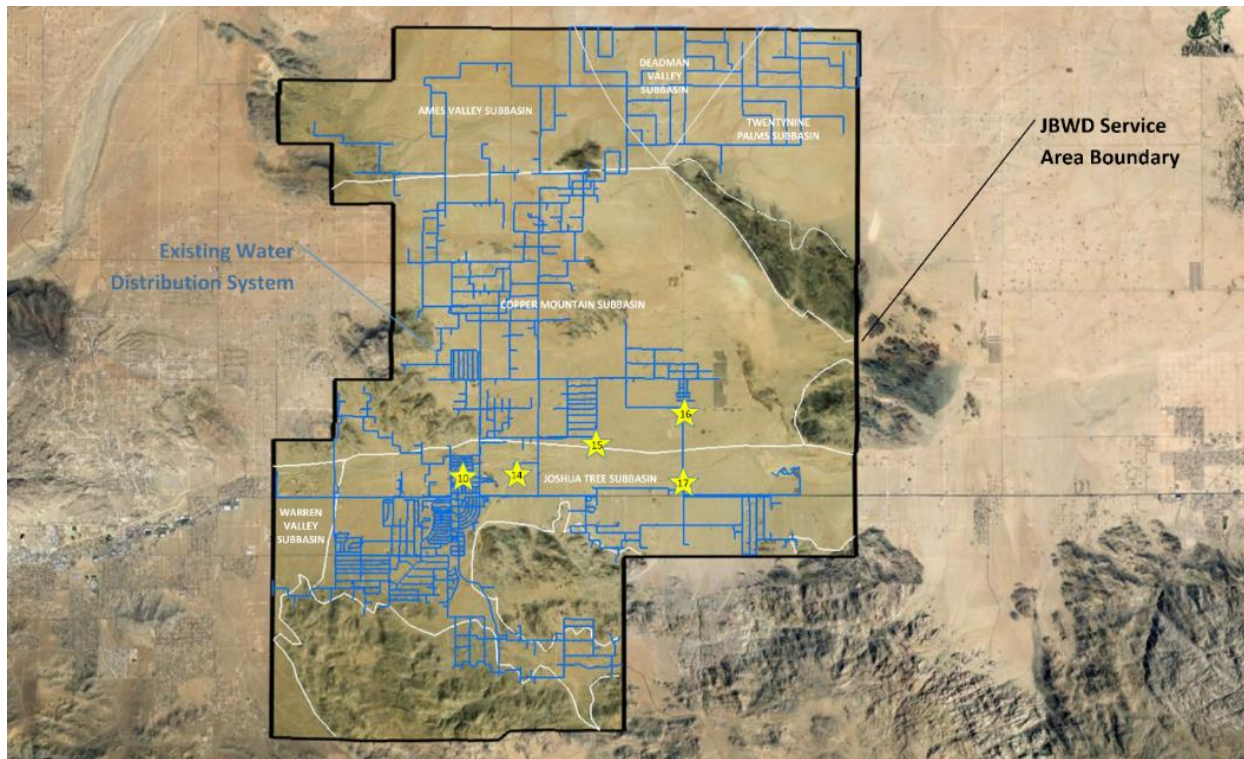 DEADMAN
VALLEY
SUBBASIN
AMES VALLEY SUBBASIN
TWENTYNINE
PALMS SUBBASIN
JBWD Service
Area Boundary
Existing Water
Distribution System
COPPER MOUNTAIN SUBBASIN
16
15
10
14
JOSHUA TREE SUBBASIN
17
WARREN
VALLEY
SUBBASIN